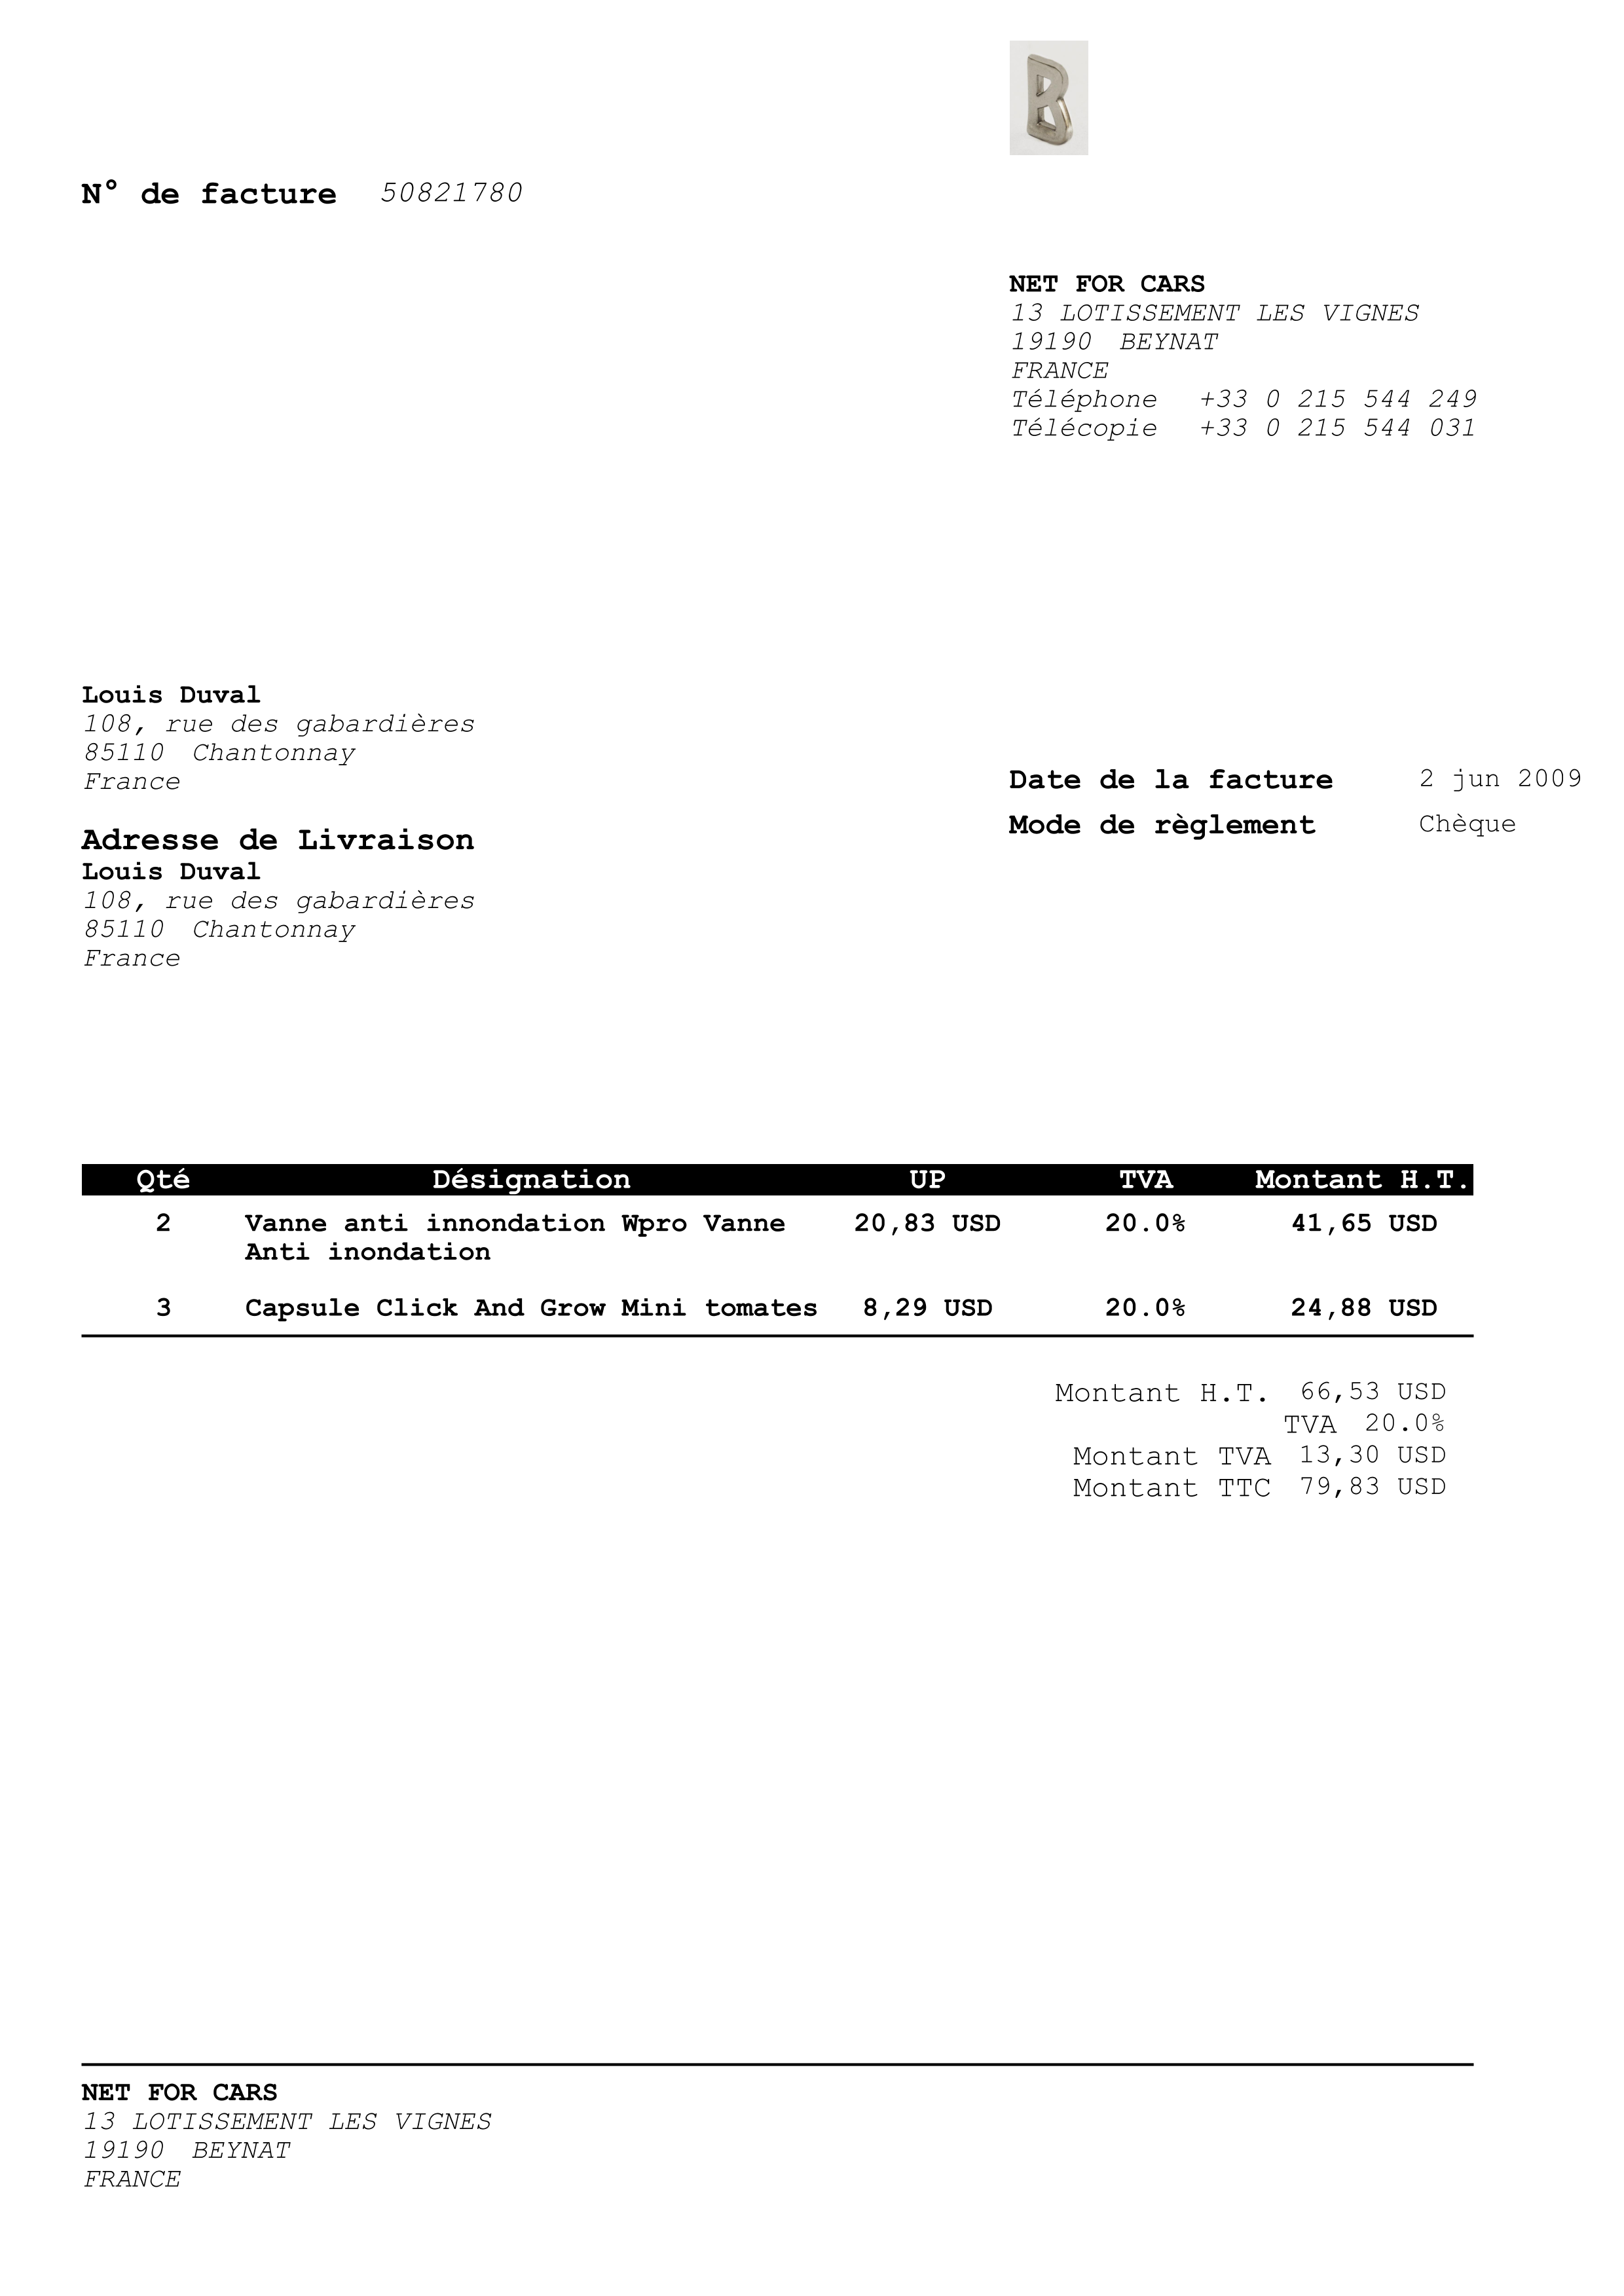 B
N° de facture 50821780
NET FOR CARS
13 LOTISSEMENT LES VIGNES
19190 BEYNAT
FRANCE
Téléphone +33 0 215 544 249
Télécopie +33 0 215 544 031
Louis Duval
108, rue des gabardières
85110 Chantonnay
France
Date de la facture 2 jun 2009
Mode de règlement Chèque
Adresse de Livraison
Louis Duval
108, rue des gabardières
85110 Chantonnay
France
Qté Désignation UP TVA Montant H.T.
2 Vanne anti innondation Wpro Vanne 20,83 USD 20.0% 41,65 USD
Anti inondation
3 Capsule Click And Grow Mini tomates 8,29 USD 20.0% 24,88 USD
Montant H.T. 66,53 USD
TVA 20.0%
Montant TVA 13,30 USD
Montant TTC 79,83 USD
NET FOR CARS
13 LOTISSEMENT LES VIGNES
19190 BEYNAT
FRANCE